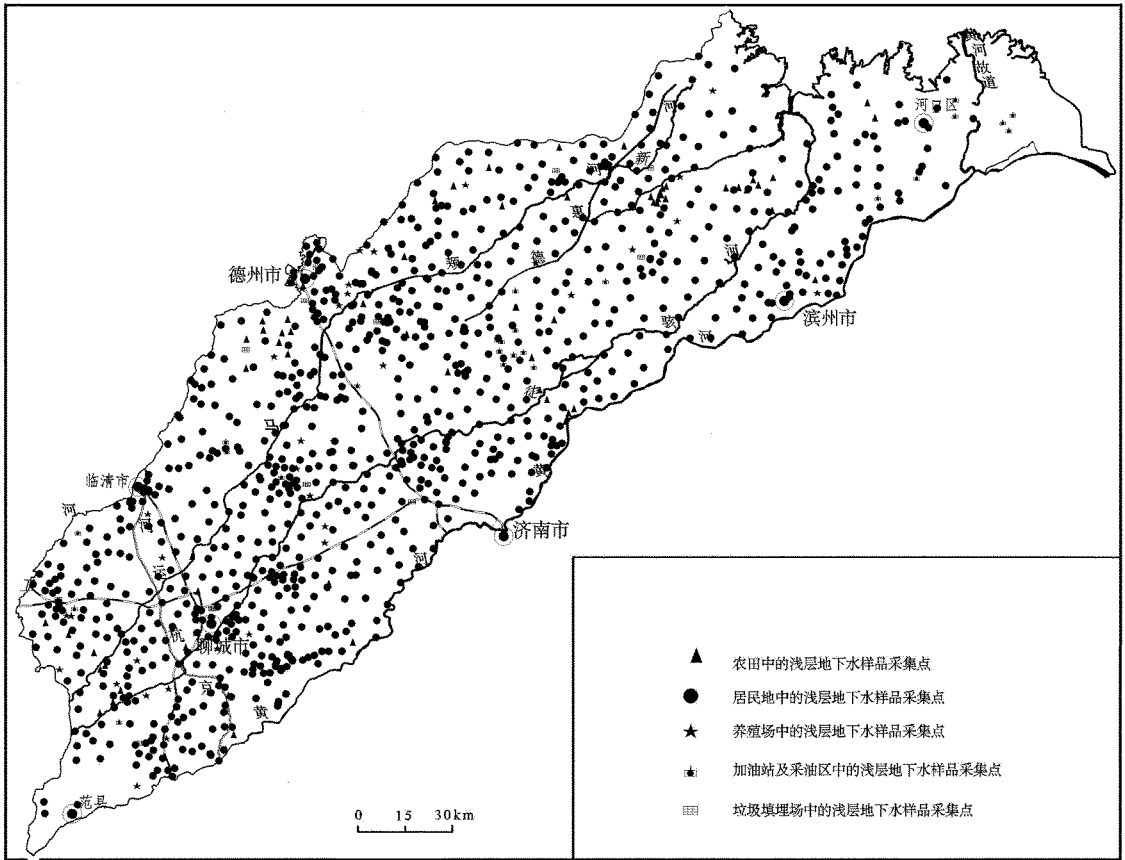 黄
河
故
道
河口区
河
新
河
裏
德
颊
河
德州市
骇
河
滨州市
徒
马
黄
临清市
河
河
济南市
河
卫
运
杭
聊城市
京
黄
范县
0 15 30km
农田中的浅层地下水样品采集点
居民地中的浅层地下水样品采集点
养殖场中的浅层地下水样品采集点
加油站及采油区中的浅层地下水样品采集点
垃圾填埋场中的浅层地下水样品采集点